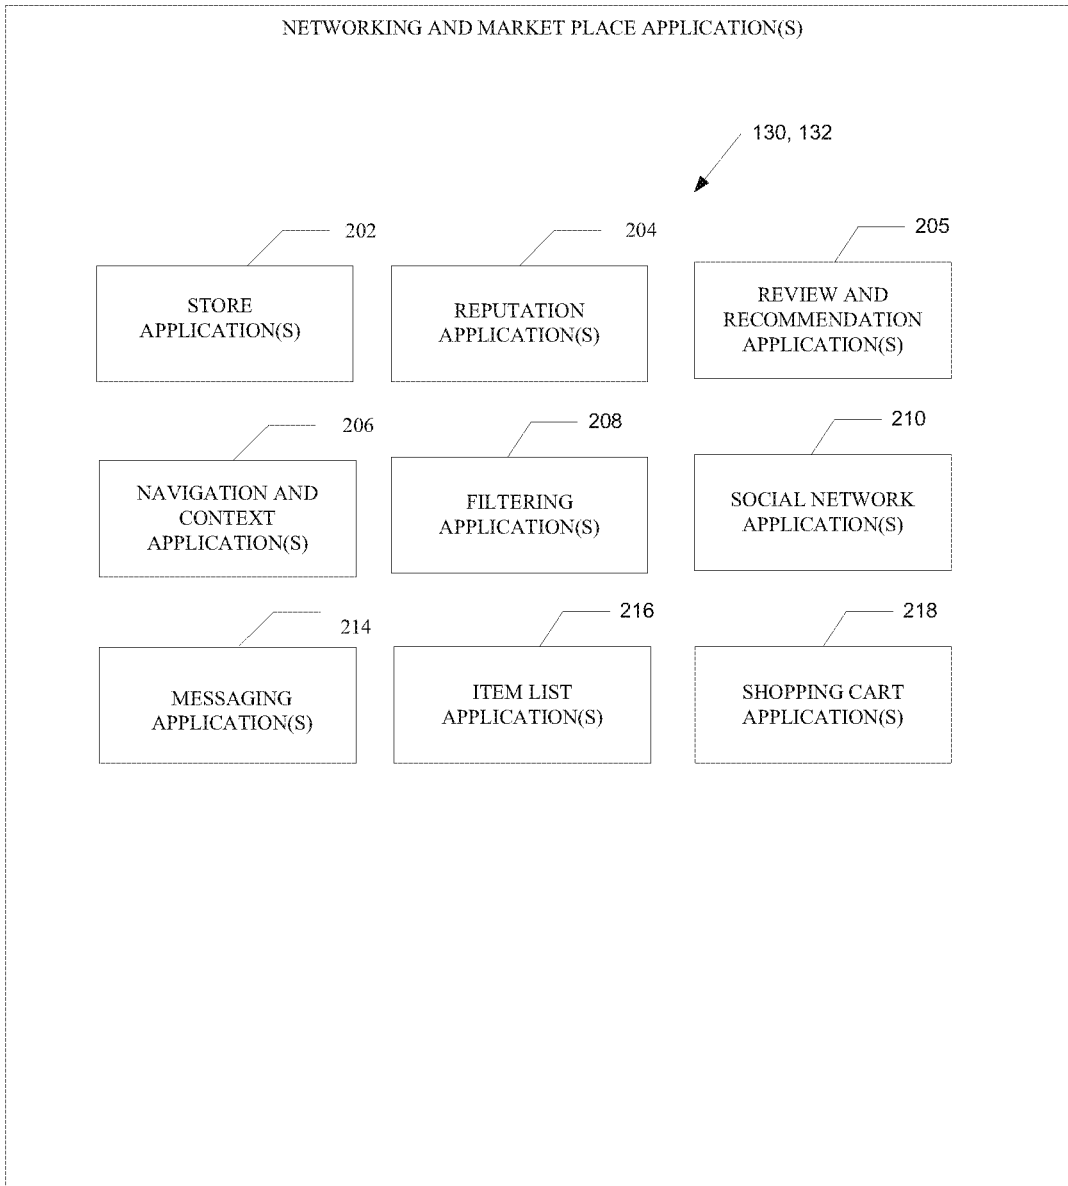 NETWORKING AND MARKET PLACE APPLICATION(S)
130, 132
202
STORE
APPLICATION(S)
204
REPUTATION
APPLICATION(S)
205
REVIEW AND
RECOMMENDATION
APPLICATION(S)
206
NAVIGATION AND
CONTEXT
APPLICATION(S)
208
FILTERING
APPLICATION(S)
210
SOCIAL NETWORK
APPLICATION(S)
214
MESSAGING
APPLICATION(S)
216
ITEM LIST
APPLICATION(S)
218
SHOPPING CART
APPLICATION(S)